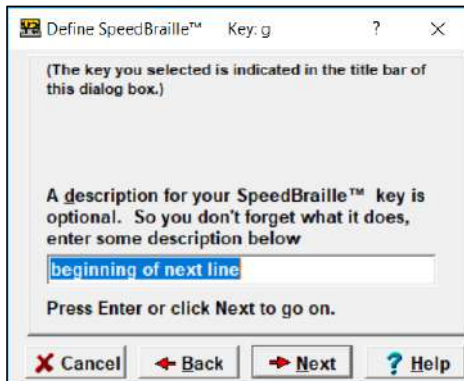 Define SpeedBraille™ Key: g ? ×
(The key you selected is indicated in the title bar of
this dialog box.)
A description for your SpeedBraille™ key is
optional. So you don't forget what it does,
enter some description below
beginning of next line
Press Enter or click Next to go on.
Cancel Back Next ? Help